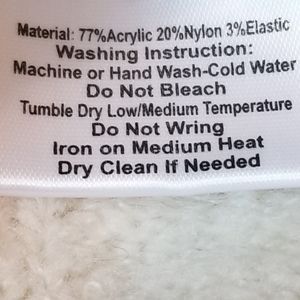 Material: 77%Acrylic 20%Nylon 3%Elastic
Washing Instruction:
Machine or Hand Wash-Cold Water
Do Not Bleach
Tumble Dry Low/Medium Temperature
Do Not Wring
Iron on Medium Heat
Dry Clean If Needed